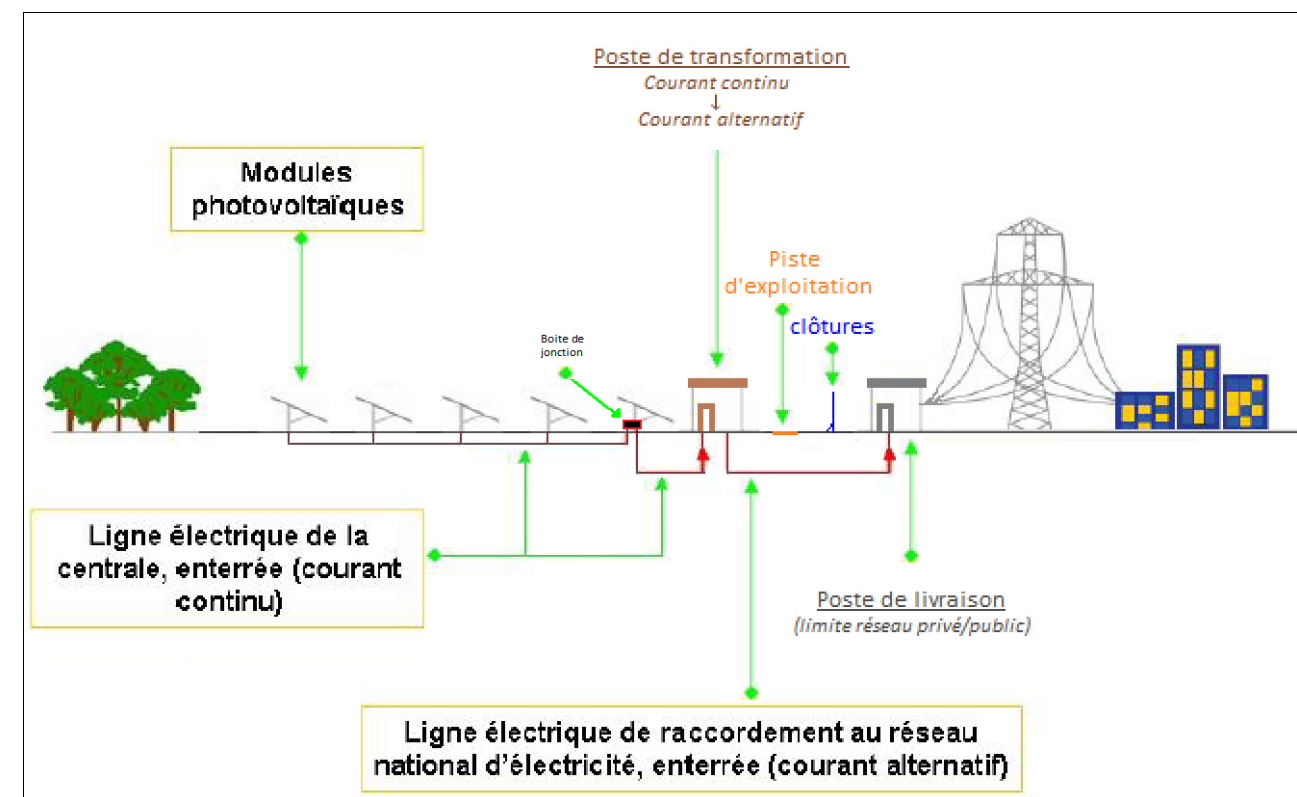 Poste de transformation
Courant continu
↓
Courant alternatif
Modules
photovoltaïques
Piste
d'exploitation
clôtures
Boite de
jonction
Ligne électrique de la
centrale, enterrée (courant
continu)
Poste de livraison
(limite réseau privé/public)
Ligne électrique de raccordement au réseau
national d'électricité, enterrée (courant alternatif)